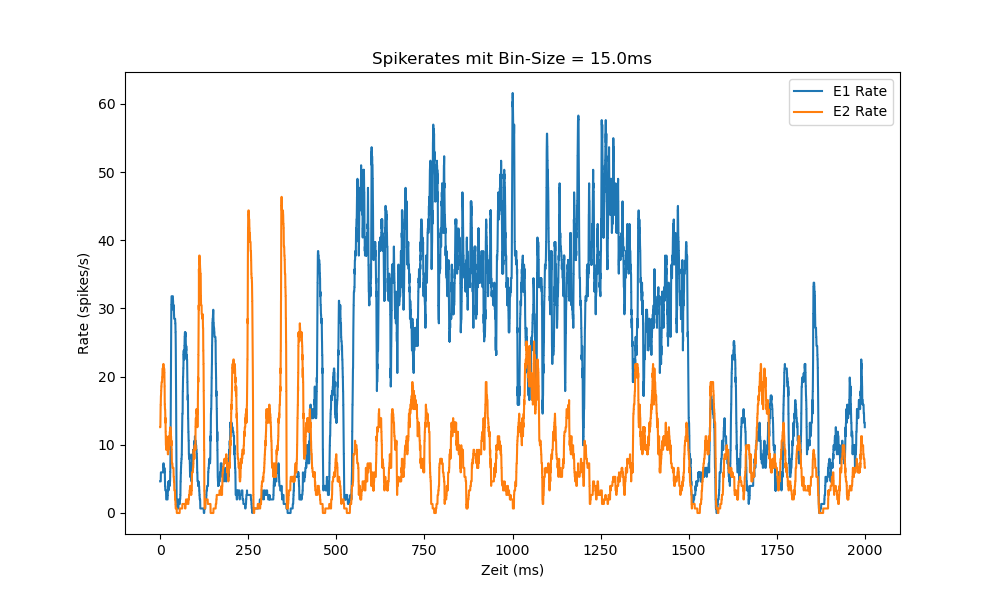 Spikerates mit Bin-Size = 15.0ms
E1 Rate
E2 Rate
Rate (spikes/s)
60
50
40
30
20
10
0
0 250 500 750 1000 1250 1500 1750 2000
Zeit (ms)